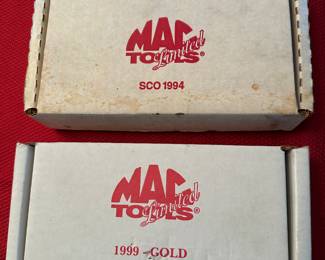 MAC
TOOLS®
Limited
SCO 1994
MAC
TOOLS®
Limited
1999 - GOLD